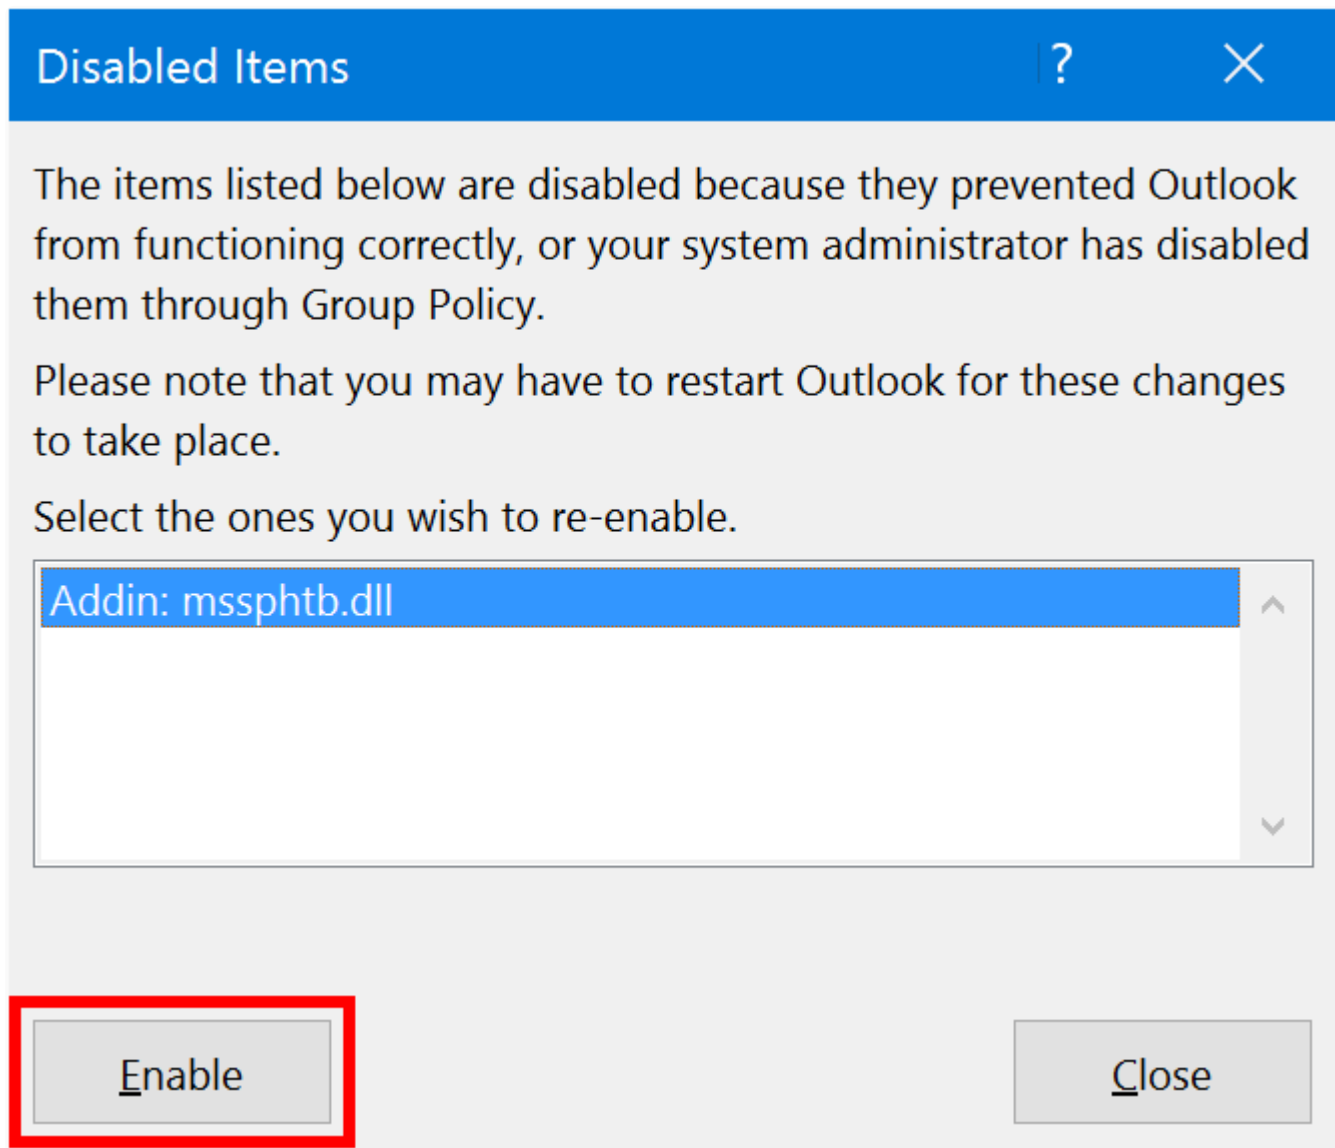 Disabled Items ?
The items listed below are disabled because they prevented Outlook
from functioning correctly, or your system administrator has disabled
them through Group Policy.
Please note that you may have to restart Outlook for these changes
to take place.
Select the ones you wish to re-enable.
Addin: mssphtb.dll
Enable Close